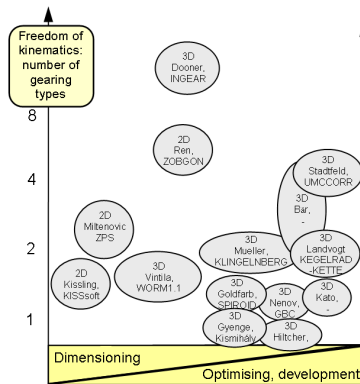 Freedom of
kinematics:
number of
gearing
types
8
4
2
1
3D
Dooner,
INGEAR
2D
Ren,
ZOBGON
3D
Stadtfeld,
UMCCORR
3D
Bar,
-
2D
Miltenovic
ZPS
3D
Mueller,
KLINGELNBERG
3D
Landvogt
KEGELRAD
-KETTE
2D
Kissling,
KISSsoft
3D
Vintila,
WORM1.1
3D
Goldfarb,
SPIROID
3D
Nenov,
GBC
3D
Kato,
-
3D
Gyenge,
Kismihály
3D
Hiltcher,
Dimensioning
Optimising, development